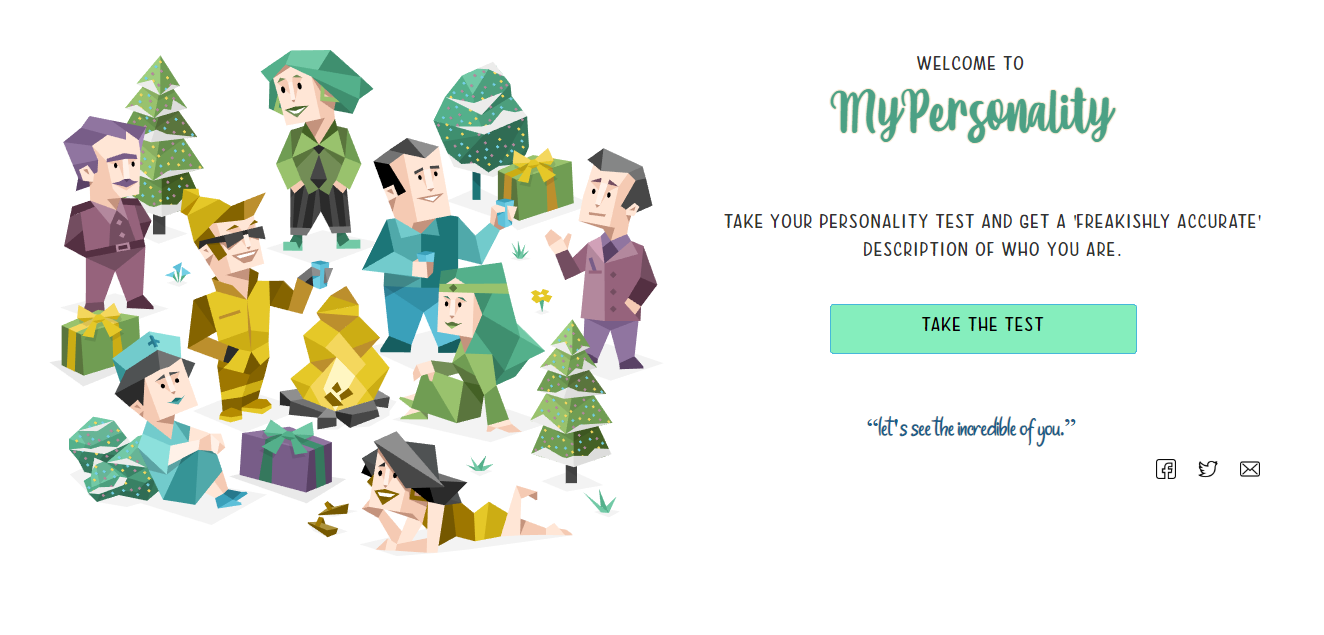 WELCOME TO
MyPersonality
TAKE YOUR PERSONALITY TEST AND GET A 'FREAKISHLY ACCURATE'
DESCRIPTION OF WHO YOU ARE.
TAKE THE TEST
“let's see the incredible of you.”